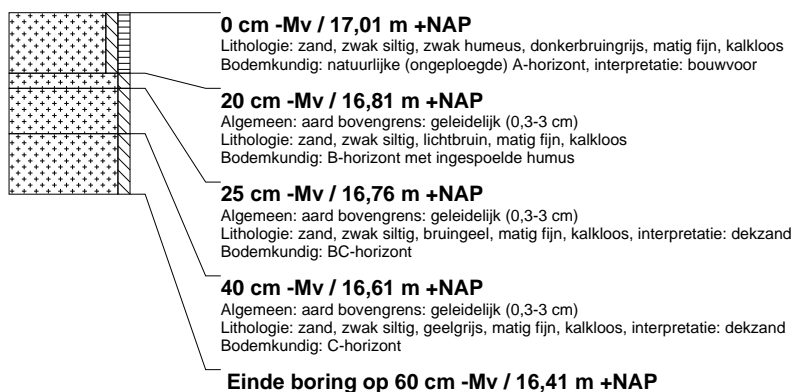 0 cm -Mv / 17,01 m +NAP
Lithologie: zand, zwak siltig, zwak humeus, donkerbruingrijs, matig fijn, kalkloos
Bodemkundig: natuurlijke (ongeploegde) A-horizont, interpretatie: bouwvoor
20 cm -Mv / 16,81 m +NAP
Algemeen: aard bovengrens: geleidelijk (0,3-3 cm)
Lithologie: zand, zwak siltig, lichtbruin, matig fijn, kalkloos
Bodemkundig: B-horizont met ingespoelde humus
25 cm -Mv / 16,76 m +NAP
Algemeen: aard bovengrens: geleidelijk (0,3-3 cm)
Lithologie: zand, zwak siltig, bruingeel, matig fijn, kalkloos, interpretatie: dekzand
Bodemkundig: BC-horizont
40 cm -Mv / 16,61 m +NAP
Algemeen: aard bovengrens: geleidelijk (0,3-3 cm)
Lithologie: zand, zwak siltig, geelgrijs, matig fijn, kalkloos, interpretatie: dekzand
Bodemkundig: C-horizont
Einde boring op 60 cm -Mv / 16,41 m +NAP